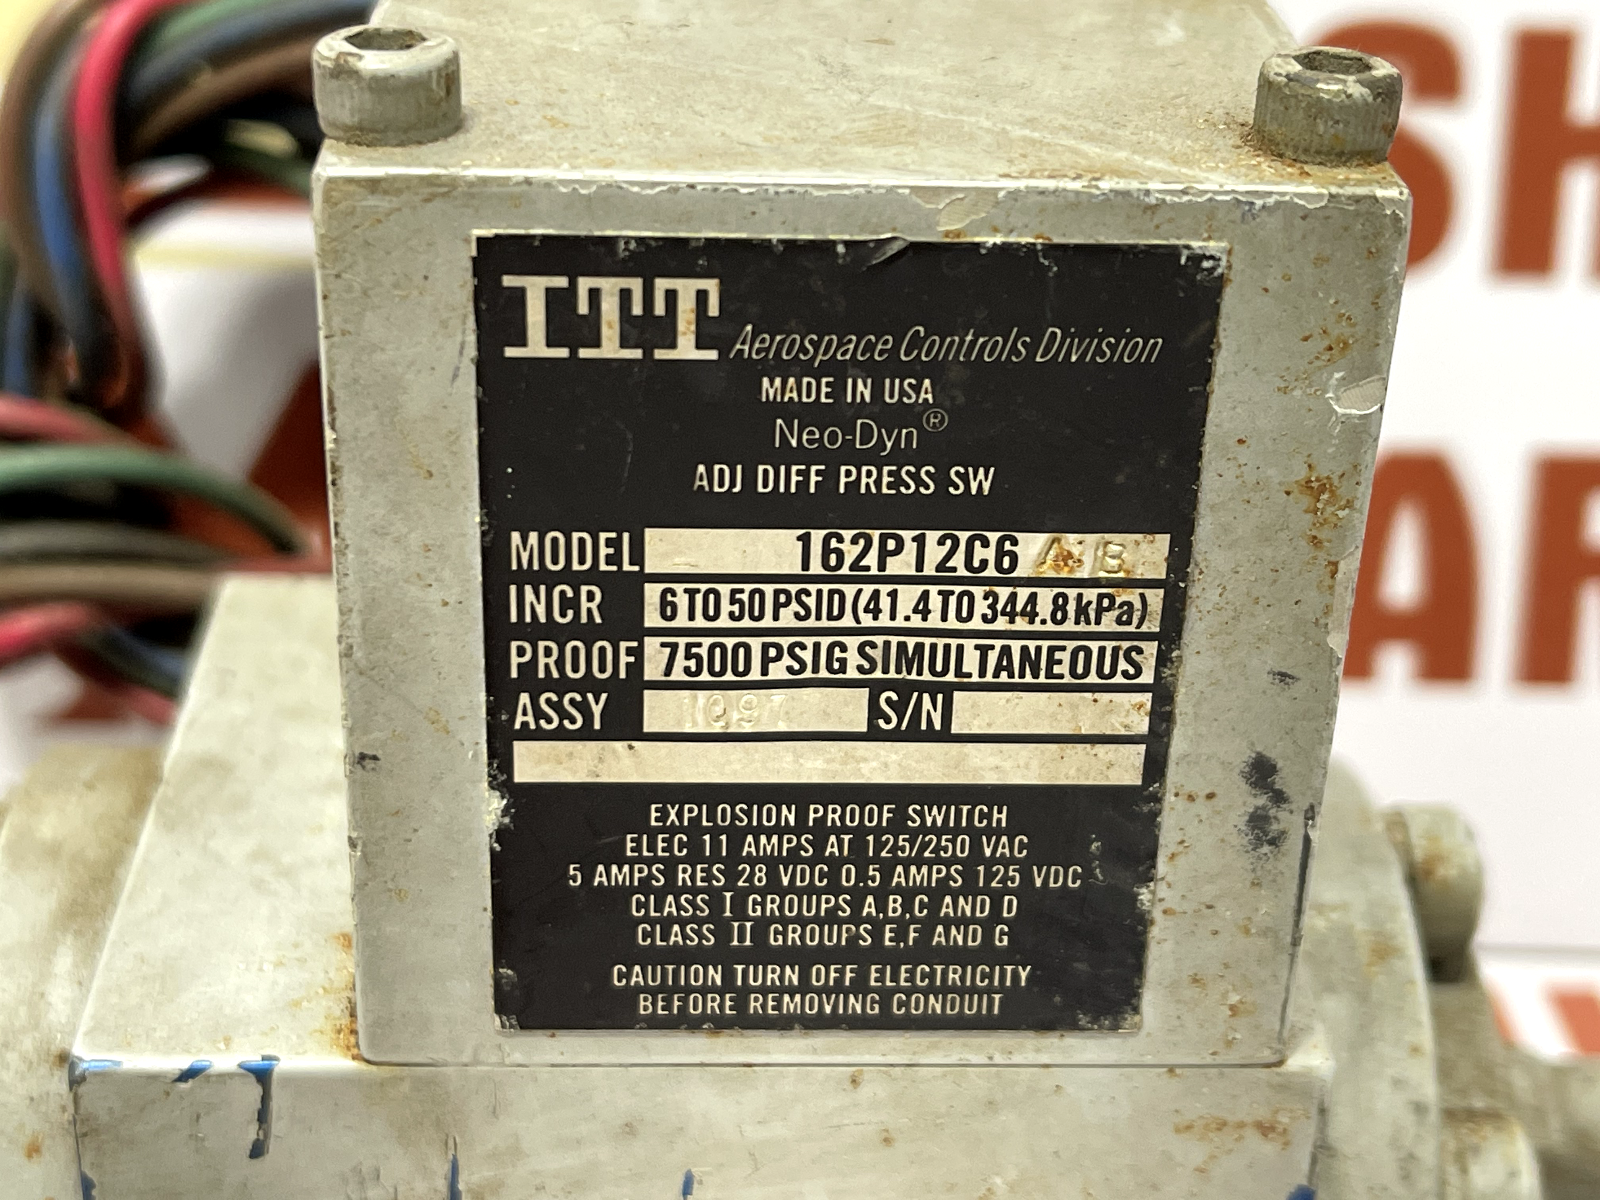 ITT Aerospace Controls Division
MADE IN USA
Neo-Dyn®
ADJ DIFF PRESS SW
MODEL 162P12C6
INCR 6 TO 50 PSID (41.4 TO 344.8 kPa)
PROOF 7500 PSIG SIMULTANEOUS
ASSY 1Q97 S/N
EXPLOSION PROOF SWITCH
ELEC 11 AMPS AT 125/250 VAC
5 AMPS RES 28 VDC 0.5 AMPS 125 VDC
CLASS I GROUPS A,B,C AND D
CLASS II GROUPS E,F AND G
CAUTION TURN OFF ELECTRICITY
BEFORE REMOVING CONDUIT